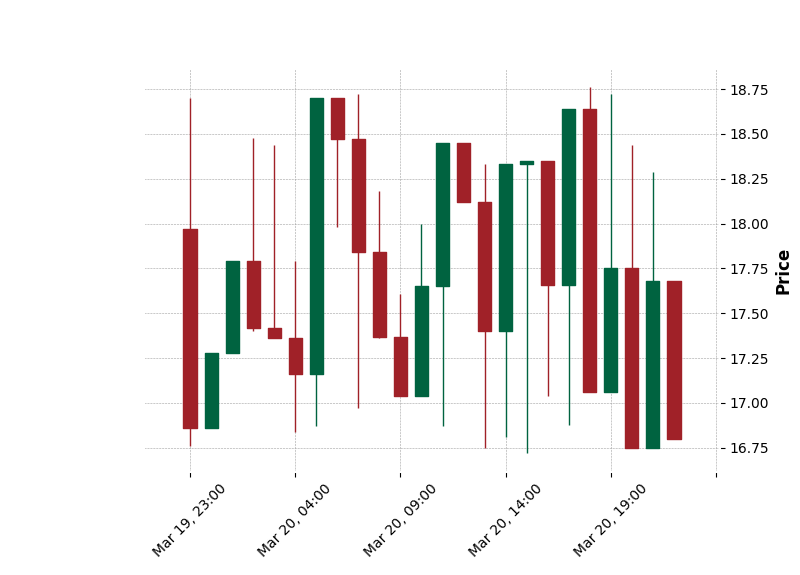 18.75
18.50
18.25
18.00
17.75
17.50
17.25
17.00
16.75
Price
Mar 19, 23:00
Mar 20, 04:00
Mar 20, 09:00
Mar 20, 14:00
Mar 20, 19:00